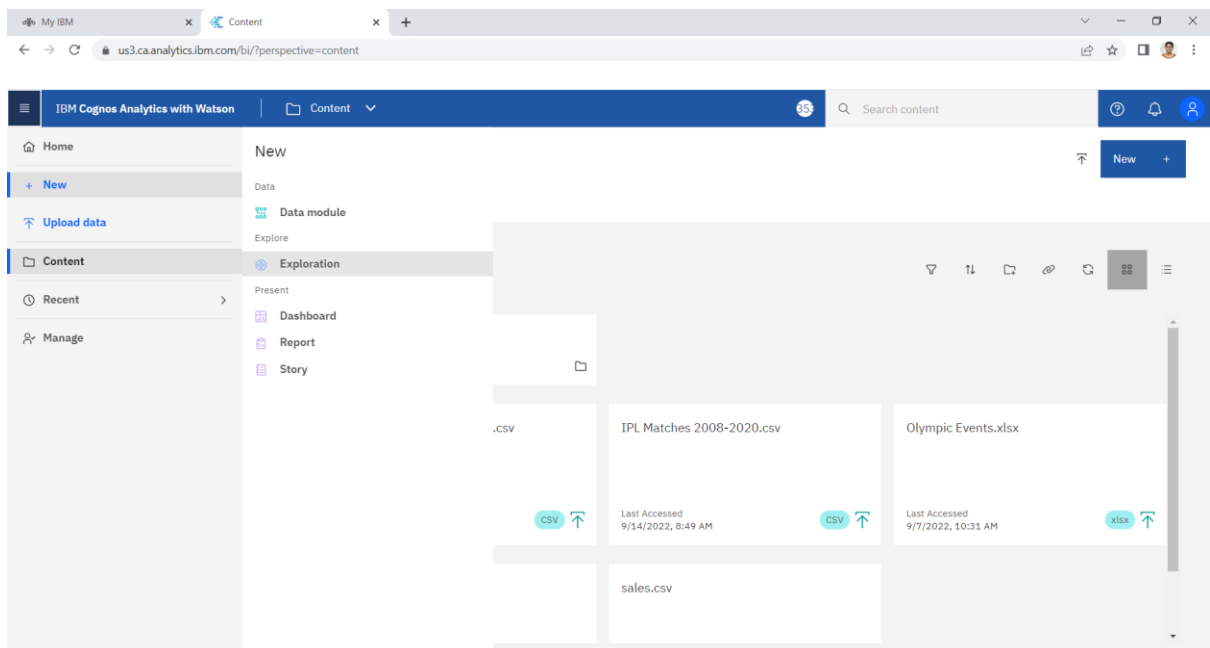 My IBM
Content
us3.ca.analytics.ibm.com/bi/?perspective=content
IBM Cognos Analytics with Watson
Content
Search content
Home
New
Upload data
Content
Recent
Manage
New
Data
Data module
Explore
Exploration
Present
Dashboard
Report
Story
New +
.csv
CSV
IPL Matches 2008-2020.csv
Last Accessed
9/14/2022, 8:49 AM
CSV
Olympic Events.xlsx
Last Accessed
9/7/2022, 10:31 AM
xlsx
sales.csv